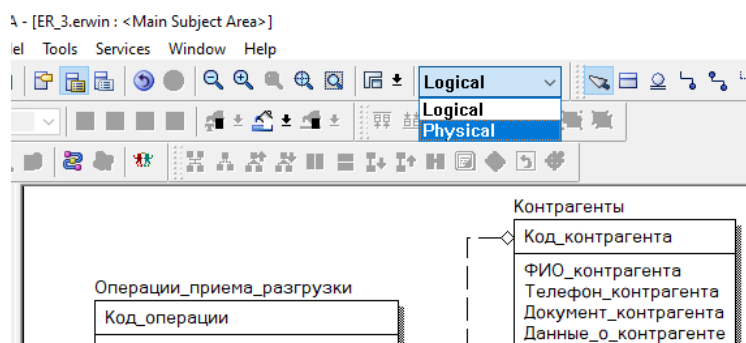 A - [ER_3.erwin : <Main Subject Area>]
el Tools Services Window Help
Logical
Logical
Physical
Контрагенты
Код_контрагента
ФИО_контрагента
Телефон_контрагента
Документ_контрагента
Данные_о_контрагенте
Операции_приема_разгрузки
Код_операции